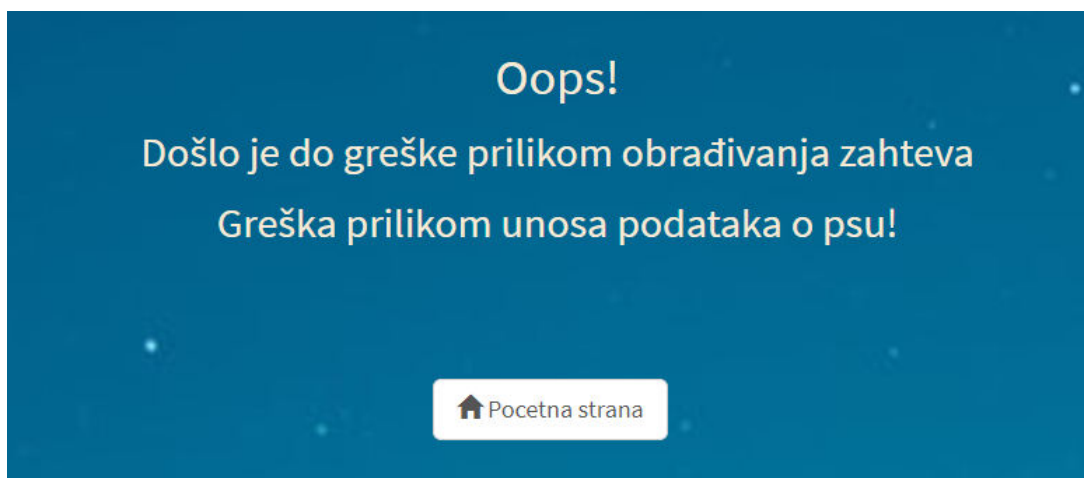 Oops!
Došlo je do greške prilikom obrađivanja zahteva
Greška prilikom unosa podataka o psu!
Pocetna strana